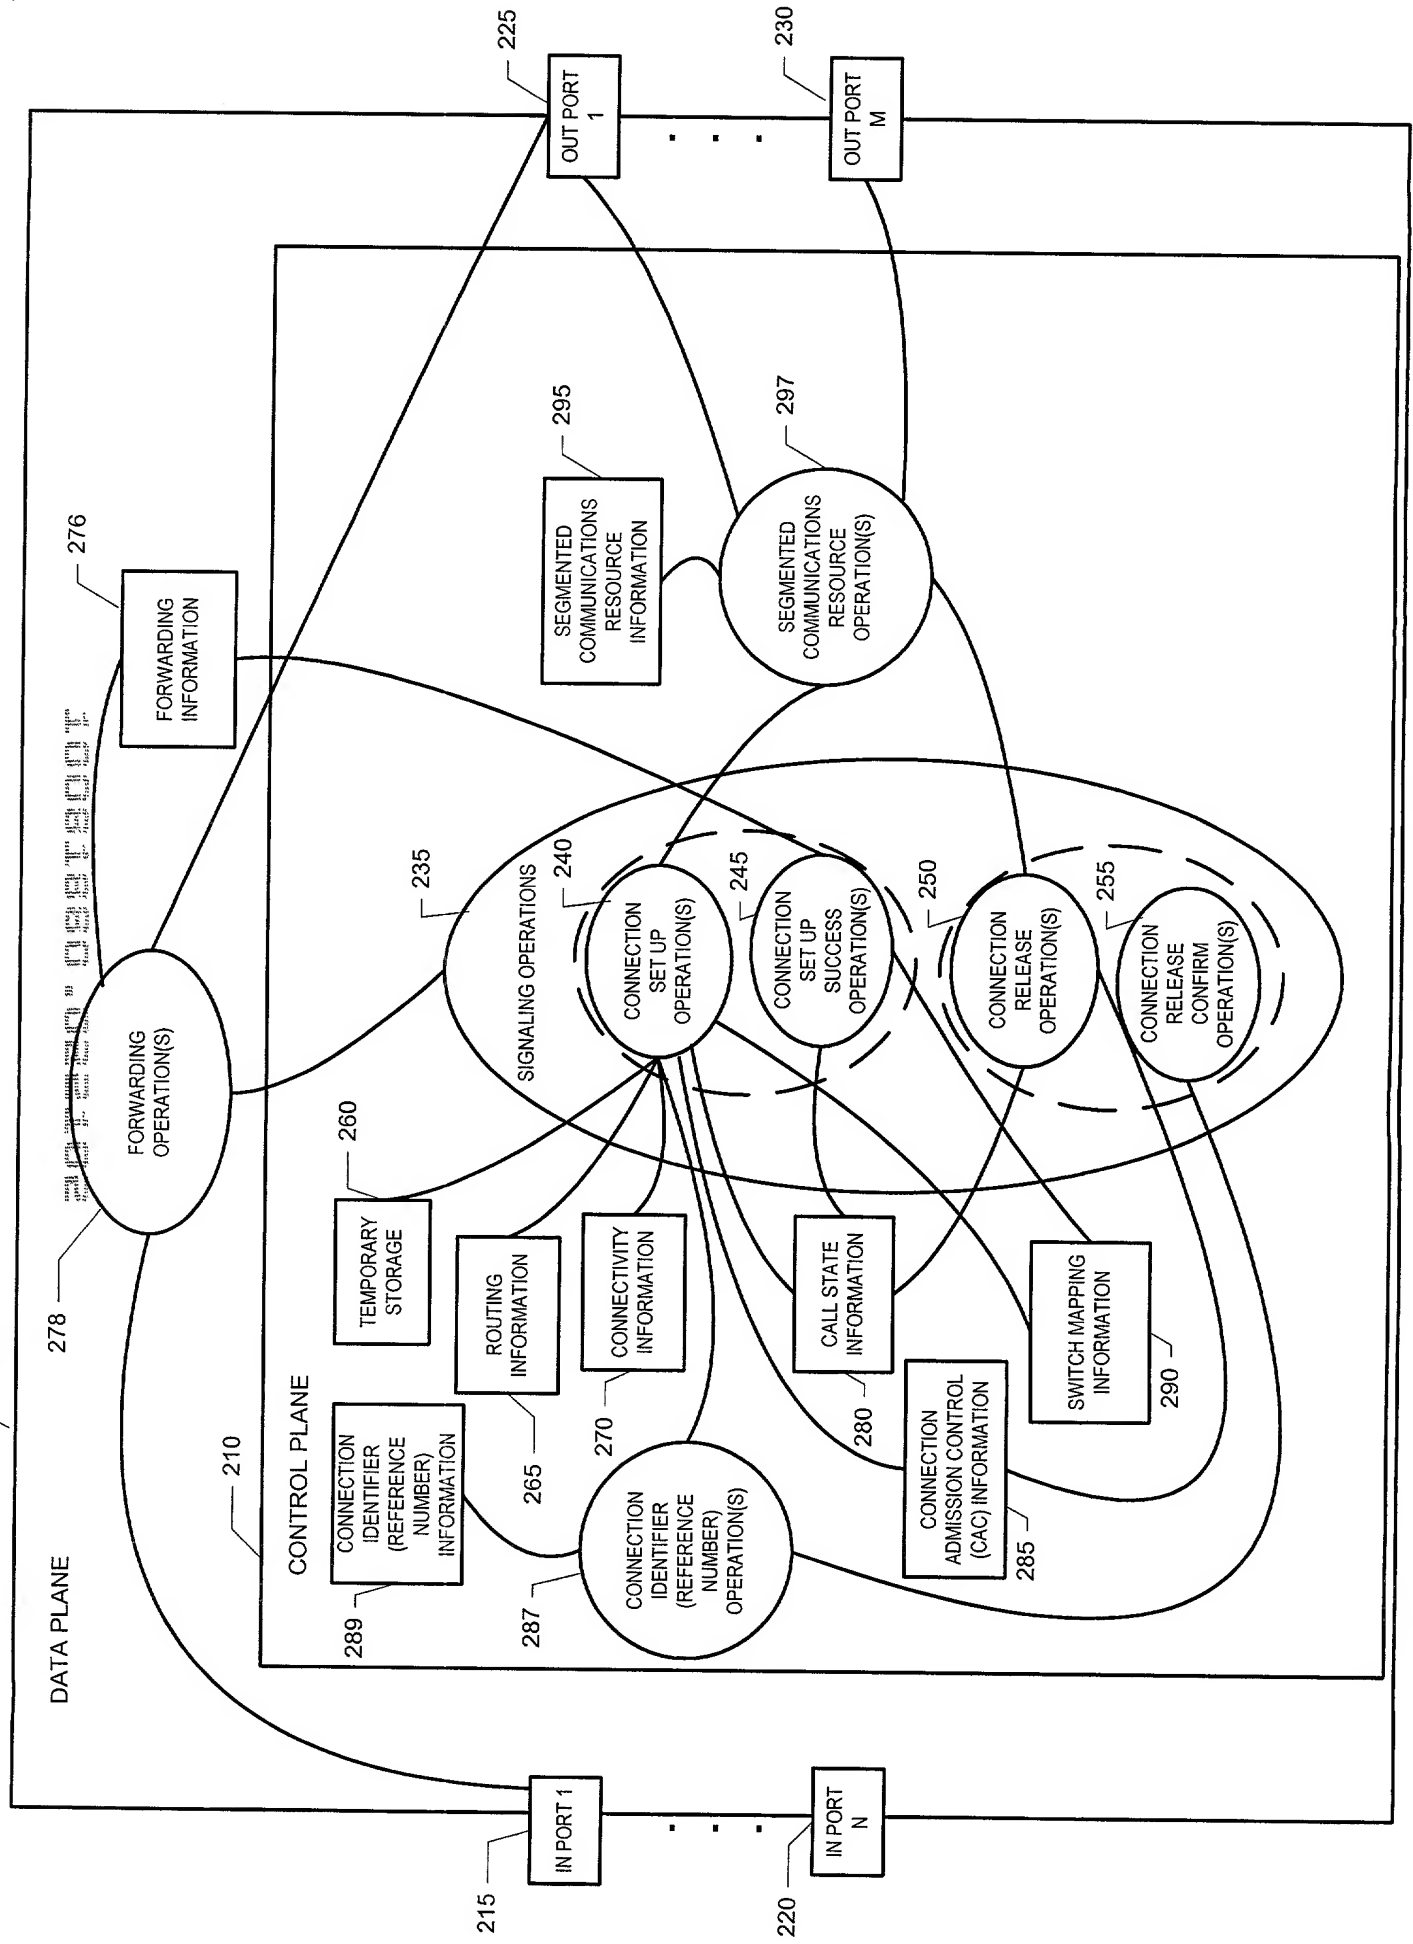 DATA PLANE
278
FORWARDING
OPERATION(S)
276
FORWARDING
INFORMATION
210
CONTROL PLANE
289
CONNECTION
IDENTIFIER
(REFERENCE
NUMBER)
INFORMATION
260
TEMPORARY
STORAGE
265
ROUTING
INFORMATION
270
CONNECTIVITY
INFORMATION
287
CONNECTION
IDENTIFIER
(REFERENCE
NUMBER)
OPERATION(S)
280
CALL STATE
INFORMATION
285
CONNECTION
ADMISSION CONTROL
(CAC) INFORMATION
290
SWITCH MAPPING
INFORMATION
235
SIGNALING OPERATIONS
240
CONNECTION
SET UP
OPERATION(S)
245
CONNECTION
SET UP
SUCCESS
OPERATION(S)
250
CONNECTION
RELEASE
OPERATION(S)
255
CONNECTION
RELEASE
CONFIRM
OPERATION(S)
295
SEGMENTED
COMMUNICATIONS
RESOURCE
INFORMATION
297
SEGMENTED
COMMUNICATIONS
RESOURCE
OPERATION(S)
215
IN PORT 1
220
IN PORT
N
225
OUT PORT
1
230
OUT PORT
M